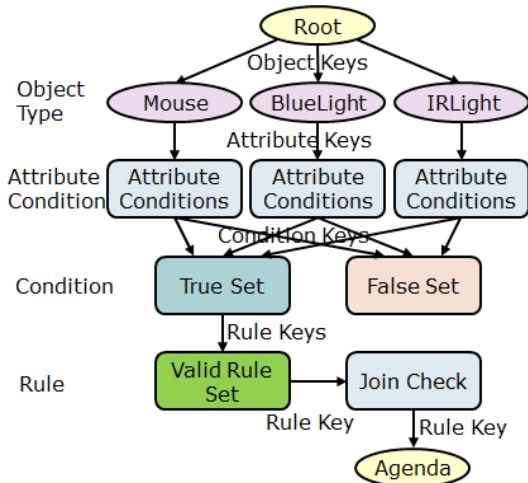 Root
Object Keys
Object
Type
Mouse
BlueLight
IRLight
Attribute Keys
Attribute
Condition
Attribute
Conditions
Attribute
Conditions
Attribute
Conditions
Condition Keys
Condition
True Set
False Set
Rule Keys
Rule
Valid Rule
Set
Join Check
Rule Key
Rule Key
Agenda